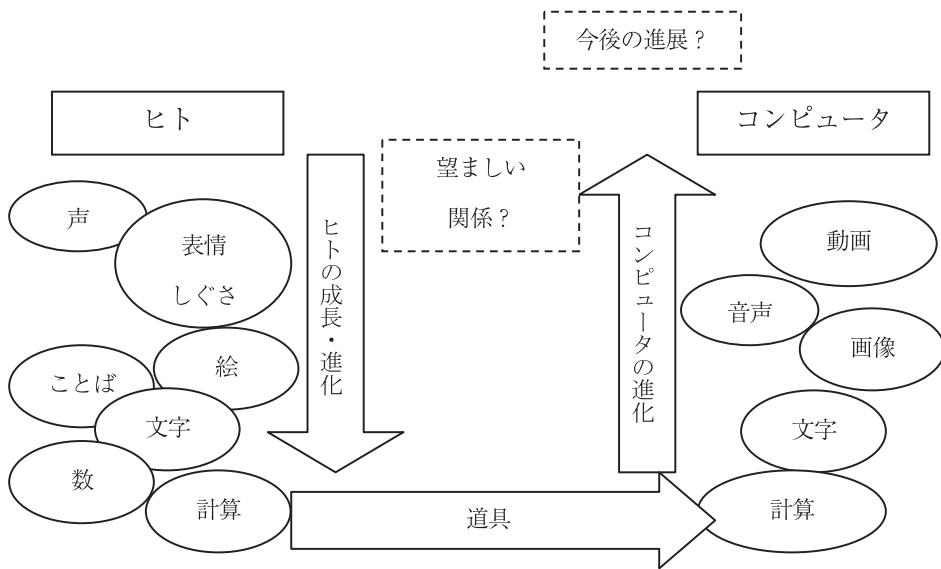 今後の進展？
ヒト
コンピュータ
望ましい
関係？
声
表情
しぐさ
ヒトの成長・進化
コンピュータの進化
動画
音声
画像
絵
ことば
文字
文字
数
計算
道具
計算